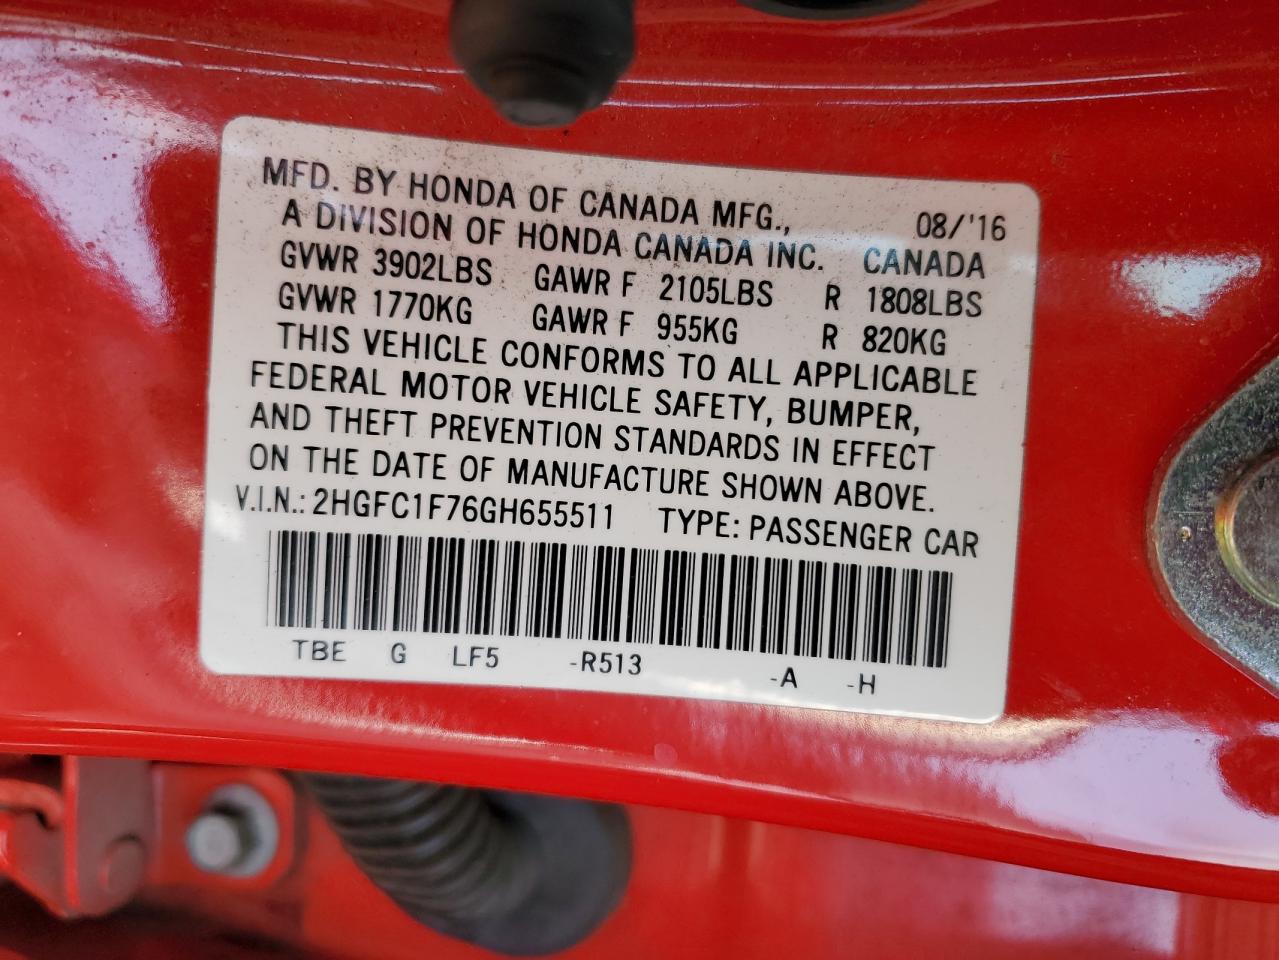 MFD. BY HONDA OF CANADA MFG., 08/'16
A DIVISION OF HONDA CANADA INC. CANADA
GVWR 3902LBS GAWR F 2105LBS R 1808LBS
GVWR 1770KG GAWR F 955KG R 820KG
THIS VEHICLE CONFORMS TO ALL APPLICABLE
FEDERAL MOTOR VEHICLE SAFETY, BUMPER,
AND THEFT PREVENTION STANDARDS IN EFFECT
ON THE DATE OF MANUFACTURE SHOWN ABOVE.
V.I.N.: 2HGFC1F76GH655511 TYPE: PASSENGER CAR
TBE G LF5 -R513 -A -H